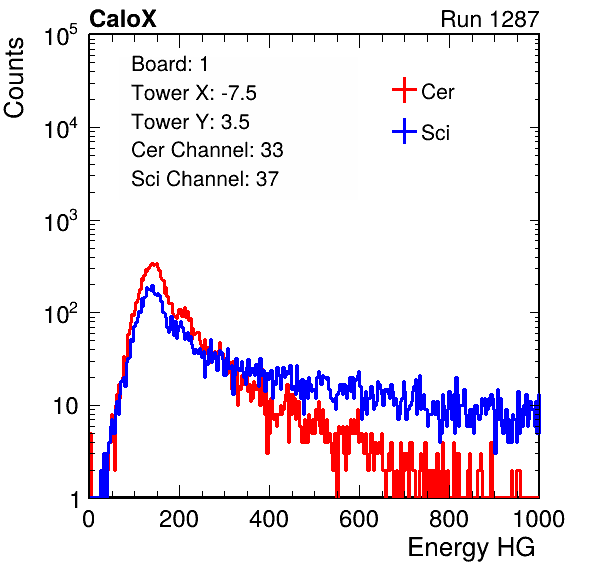 CaloX Run 1287
Counts
Board: 1
Tower X: -7.5
Tower Y: 3.5
Cer Channel: 33
Sci Channel: 37
Cer
Sci
10^5
10^4
10^3
10^2
10
1
0 200 400 600 800 1000
Energy HG